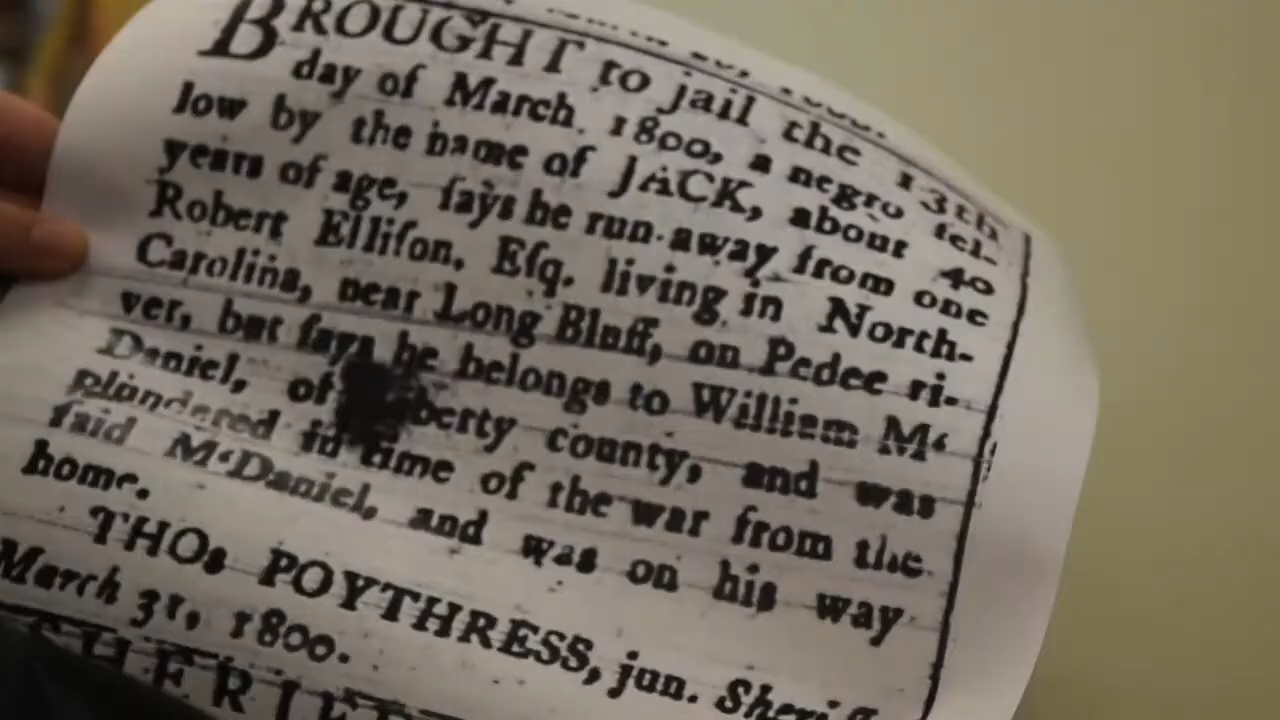 BROUGHT to jail the 13th
day of March, 1800, a negro fel-
low by the name of JACK, about 40
years of age, ſays he run-away from one
Robert Elliſon, Eſq. living in North-
Carolina, near Long Bluff, on Pedee ri-
ver, but ſays he belongs to William M‘
Daniel, of berty county, and was
plundered in time of the war from the
ſaid M‘Daniel, and was on his way
home.
THOs POYTHRESS, jun. Sheriff
March 31, 1800.
SHERIFF